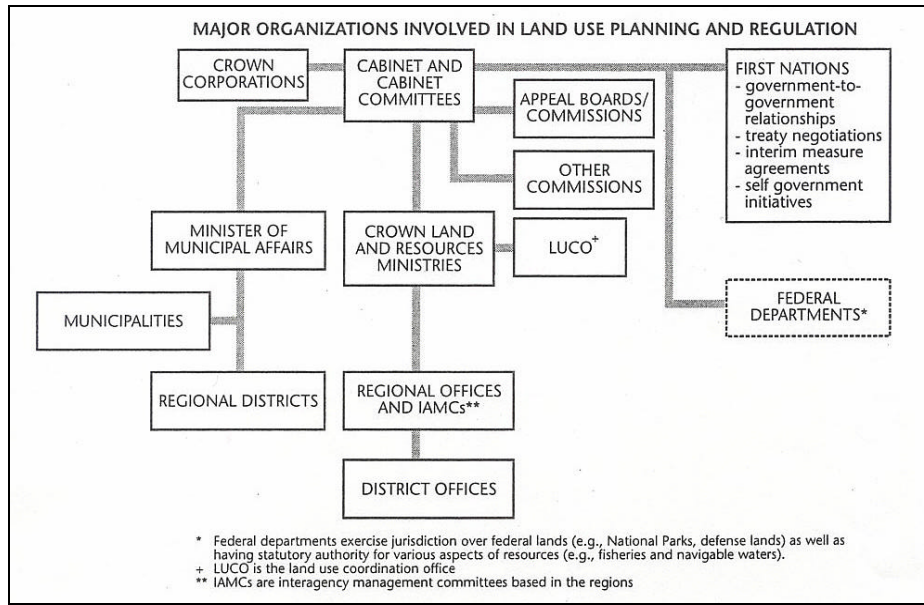 MAJOR ORGANIZATIONS INVOLVED IN LAND USE PLANNING AND REGULATION
CROWN
CORPORATIONS
CABINET AND
CABINET
COMMITTEES
APPEAL BOARDS/
COMMISSIONS
OTHER
COMMISSIONS
FIRST NATIONS
- government-to-
government
relationships
- treaty negotiations
- interim measure
agreements
- self government
initiatives
MINISTER OF
MUNICIPAL AFFAIRS
CROWN LAND
AND RESOURCES
MINISTRIES
LUCO+
FEDERAL
DEPARTMENTS*
MUNICIPALITIES
REGIONAL DISTRICTS
REGIONAL OFFICES
AND IAMCs**
DISTRICT OFFICES
* Federal departments exercise jurisdiction over federal lands (e.g., National Parks, defense lands) as well as
having statutory authority for various aspects of resources (e.g., fisheries and navigable waters).
+ LUCO is the land use coordination office
** IAMCs are interagency management committees based in the regions